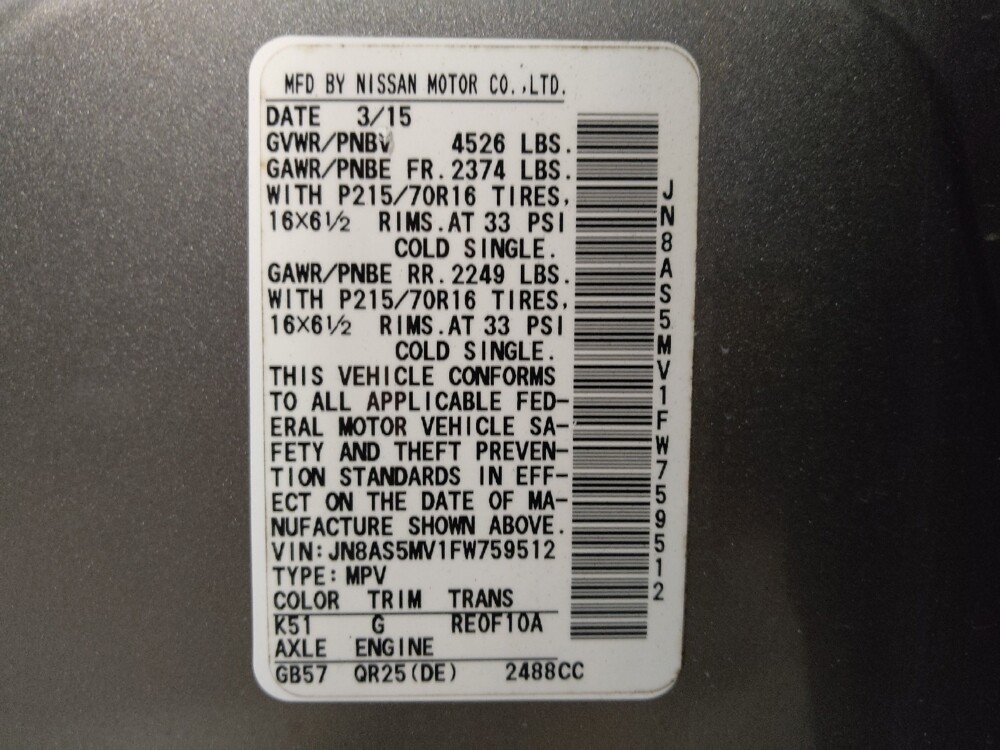 MFD BY NISSAN MOTOR CO.,LTD.
DATE 3/15
GVWR/PNBV 4526 LBS.
GAWR/PNBE FR. 2374 LBS.
WITH P215/70R16 TIRES,
16X6½ RIMS.AT 33 PSI
COLD SINGLE.
GAWR/PNBE RR. 2249 LBS.
WITH P215/70R16 TIRES,
16X6½ RIMS.AT 33 PSI
COLD SINGLE.
THIS VEHICLE CONFORMS
TO ALL APPLICABLE FED-
ERAL MOTOR VEHICLE SA-
FETY AND THEFT PREVEN-
TION STANDARDS IN EFF-
ECT ON THE DATE OF MA-
NUFACTURE SHOWN ABOVE.
VIN:JN8AS5MV1FW759512
TYPE:MPV
COLOR TRIM TRANS
K51 G RE0F10A
AXLE ENGINE
GB57 QR25(DE) 2488CC
JN8AS5MV1FW759512